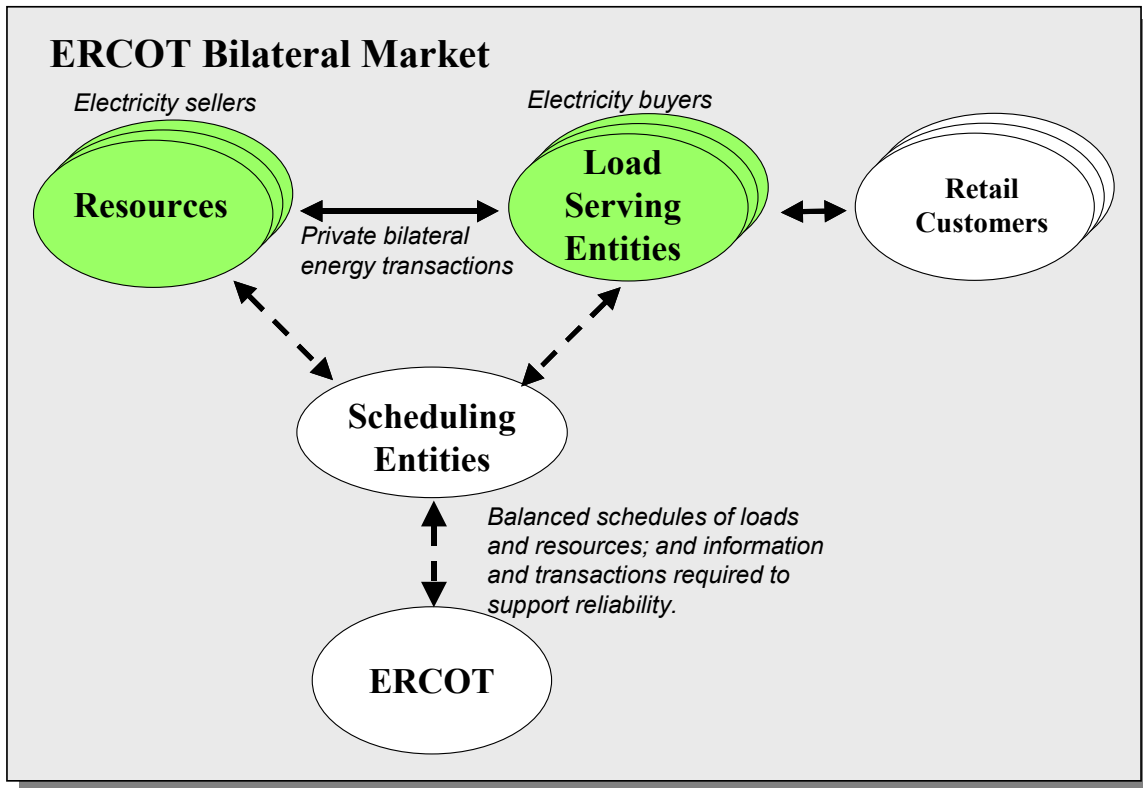 ERCOT Bilateral Market
Electricity sellers
Electricity buyers
Resources
Load
Serving
Entities
Retail
Customers
Private bilateral
energy transactions
Scheduling
Entities
Balanced schedules of loads
and resources; and information
and transactions required to
support reliability.
ERCOT